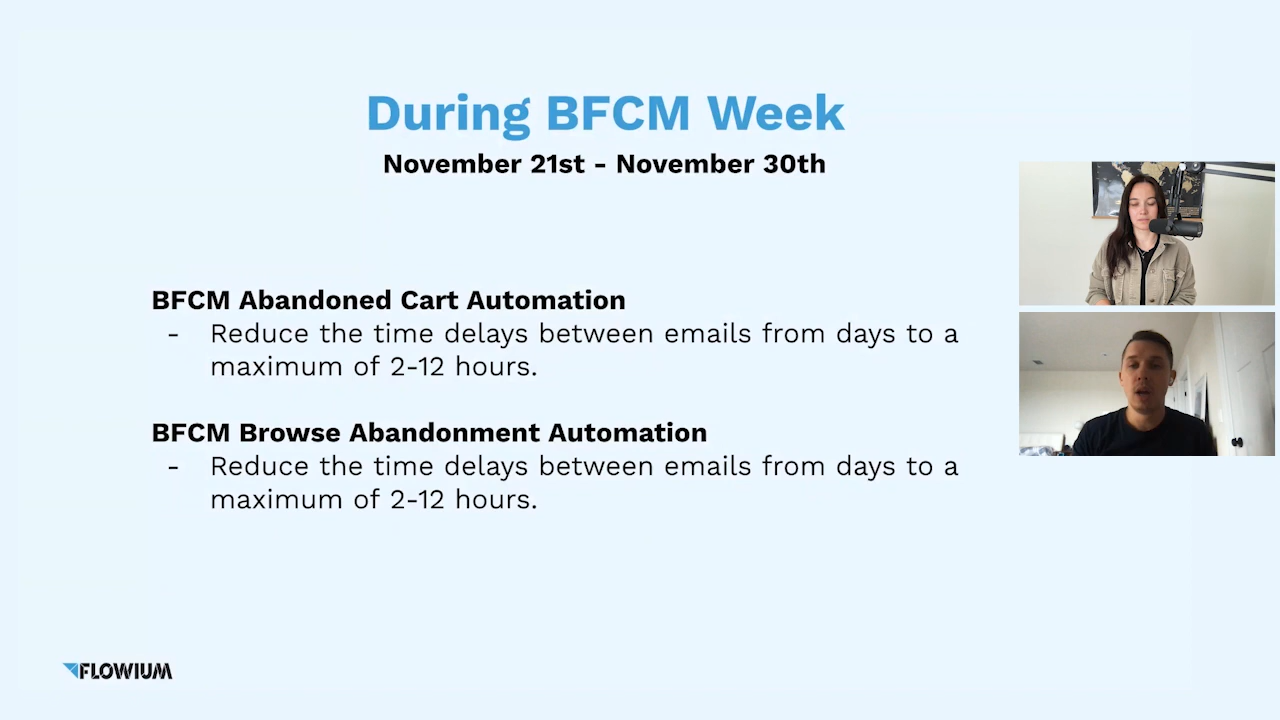 During BFCM Week
November 21st - November 30th
BFCM Abandoned Cart Automation
- Reduce the time delays between emails from days to a
maximum of 2-12 hours.
BFCM Browse Abandonment Automation
- Reduce the time delays between emails from days to a
maximum of 2-12 hours.
FLOWIUM